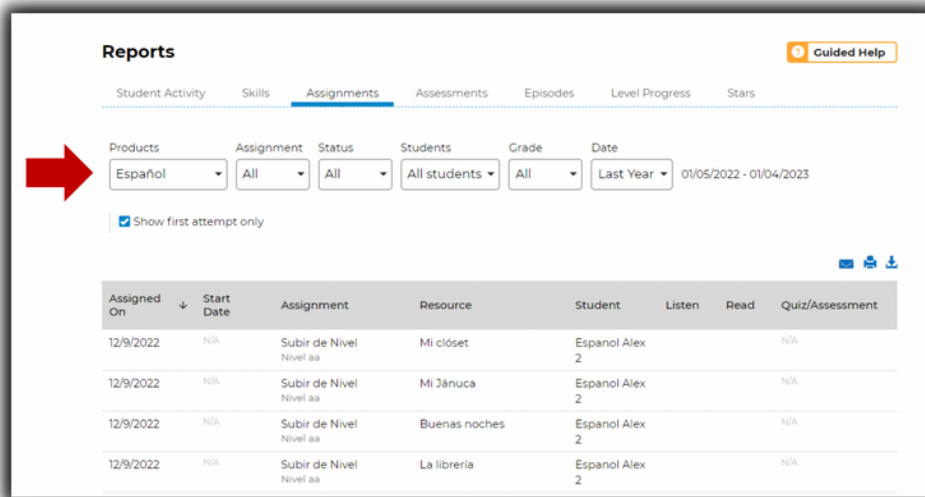 Reports
Guided Help
Student Activity Skills Assignments Assessments Episodes Level Progress Stars
Products Assignment Status Students Grade Date
Español All All All students All Last Year 01/05/2022 - 01/04/2023
Show first attempt only
Assigned On Start Date Assignment Resource Student Listen Read Quiz/Assessment
12/9/2022 N/A Subir de Nivel Mi clóset Espanol Alex N/A
Nivel aa 2
12/9/2022 N/A Subir de Nivel Mi Jánuca Espanol Alex N/A
Nivel aa 2
12/9/2022 N/A Subir de Nivel Buenas noches Espanol Alex N/A
Nivel aa 2
12/9/2022 N/A Subir de Nivel La librería Espanol Alex N/A
Nivel aa 2